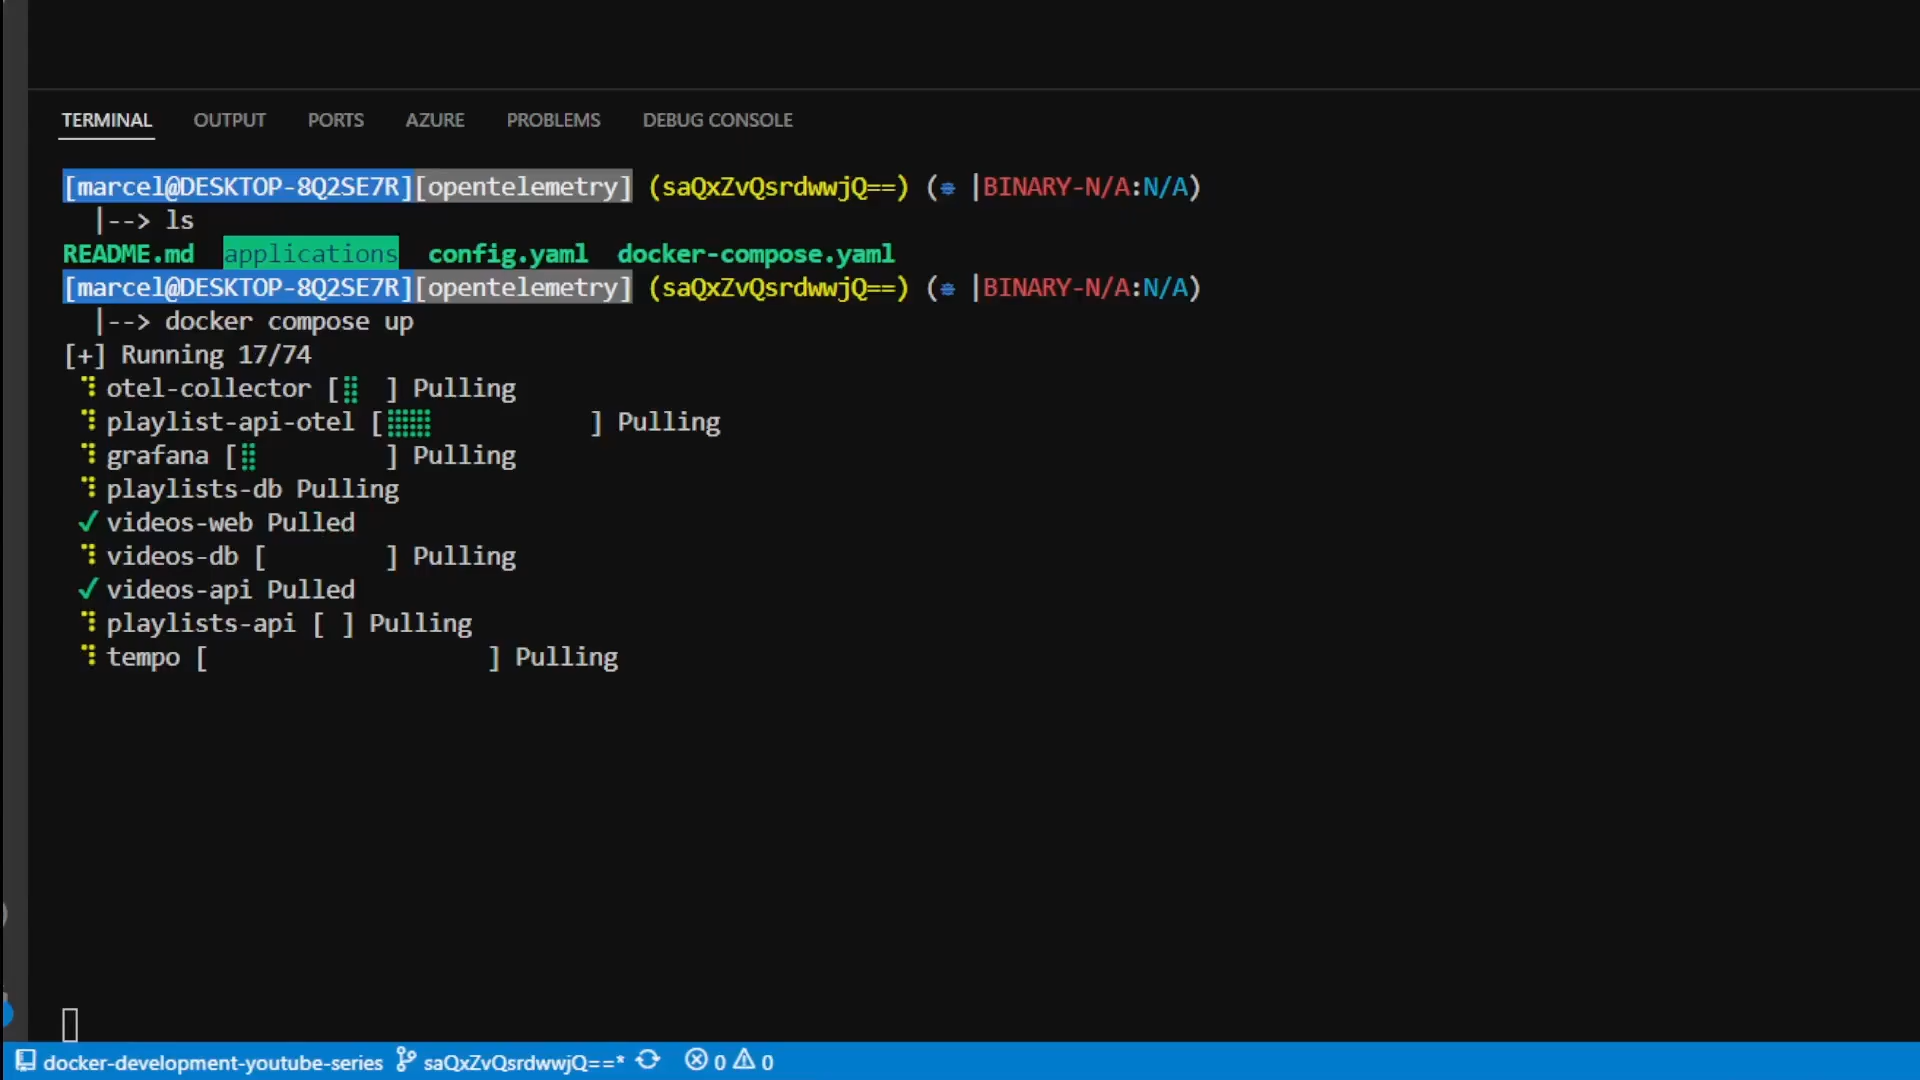 TERMINAL OUTPUT PORTS AZURE PROBLEMS DEBUG CONSOLE
[marcel@DESKTOP-8Q2SE7R][opentelemetry] (saQxZvQsrdwwjQ==) (⎈ |BINARY-N/A:N/A)
|--> ls
README.md applications config.yaml docker-compose.yaml
[marcel@DESKTOP-8Q2SE7R][opentelemetry] (saQxZvQsrdwwjQ==) (⎈ |BINARY-N/A:N/A)
|--> docker compose up
[+] Running 17/74
⠹ otel-collector [⣿  ] Pulling
⠹ playlist-api-otel [⣿⣿⣿           ] Pulling
⠹ grafana [⣿         ] Pulling
⠹ playlists-db Pulling
✓ videos-web Pulled
⠹ videos-db [        ] Pulling
✓ videos-api Pulled
⠹ playlists-api [ ] Pulling
⠹ tempo [                   ] Pulling
docker-development-youtube-series saQxZvQsrdwwjQ==* 0 0